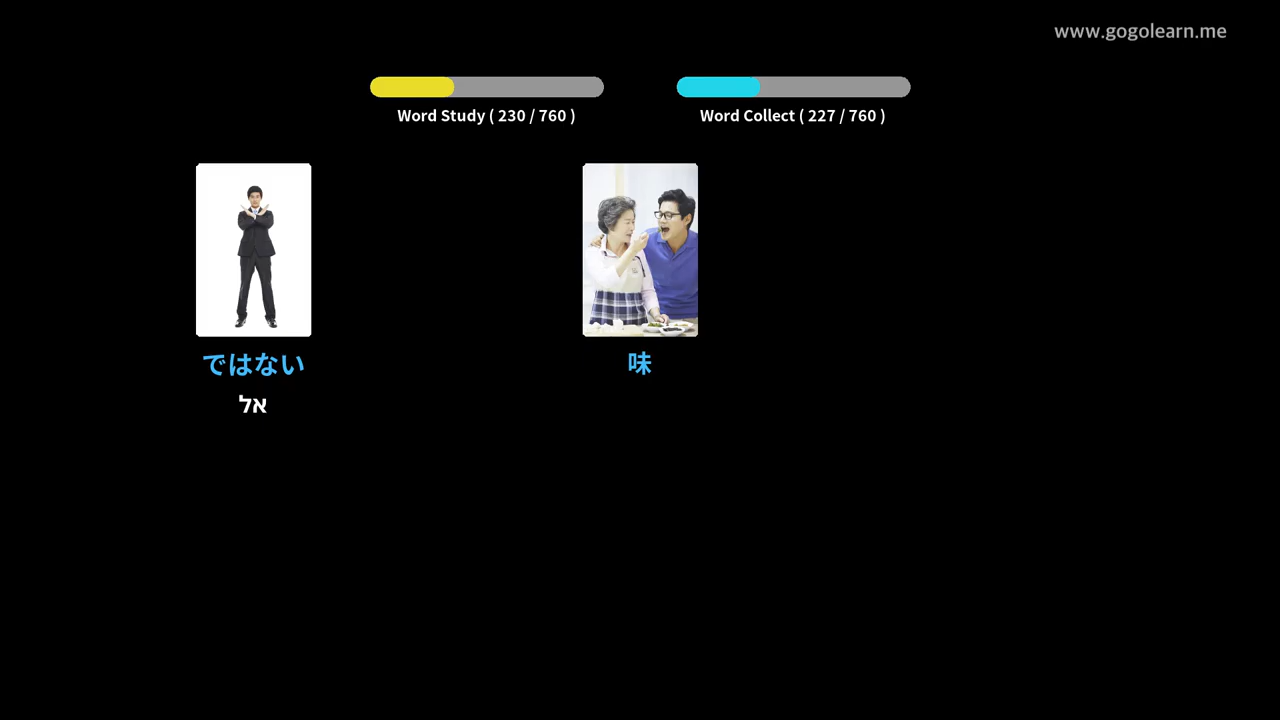 www.gogolearn.me
Word Study ( 230 / 760 )
Word Collect ( 227 / 760 )
ではない
味
אל